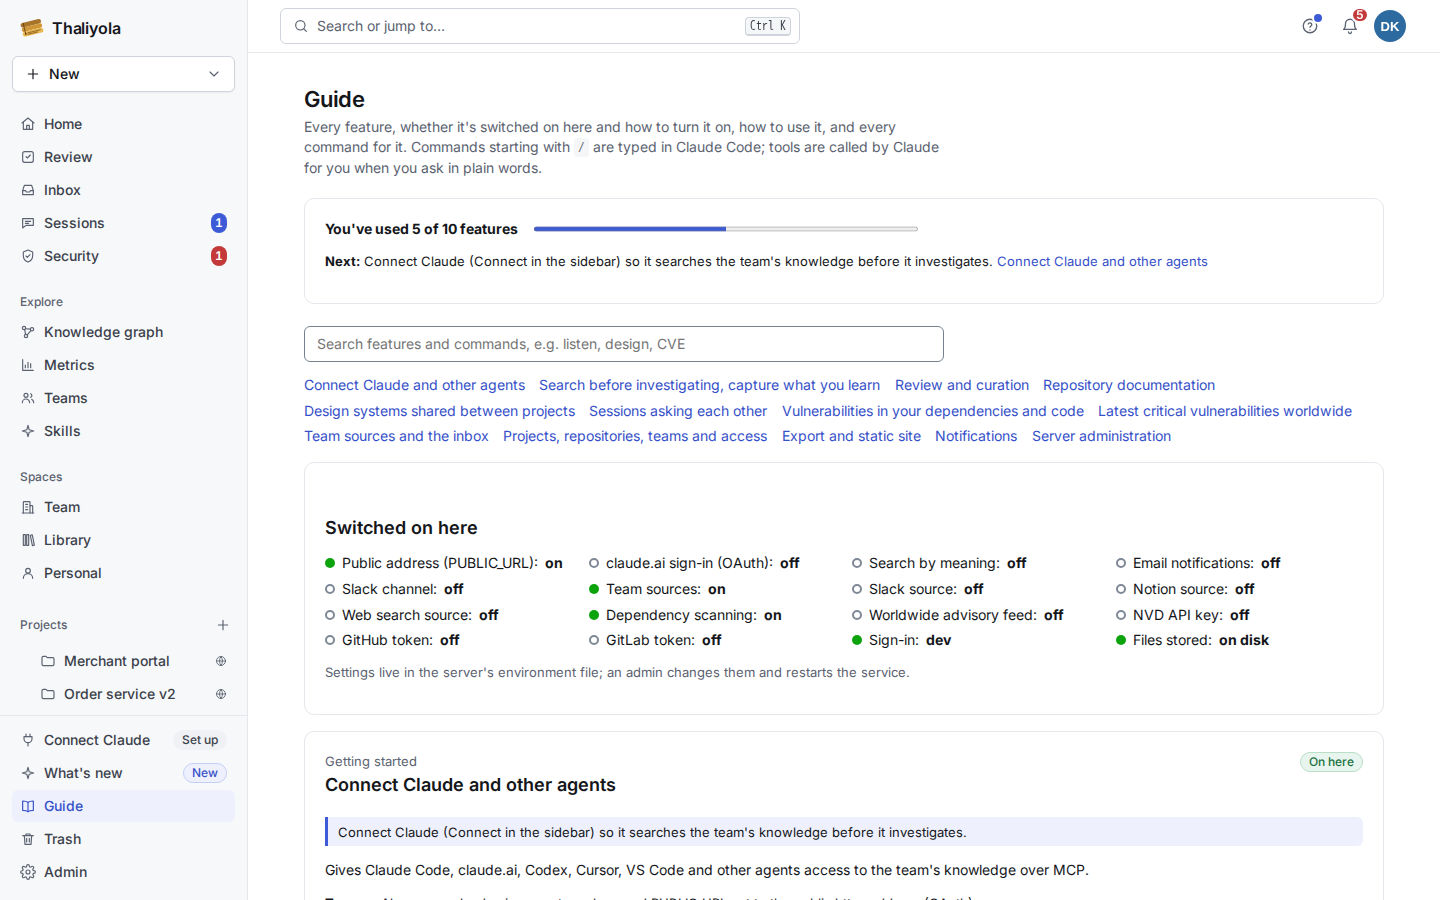 Thaliyola
Search or jump to...
Ctrl K
5
DK
New
Home
Review
Inbox
Sessions 1
Security 1
Explore
Knowledge graph
Metrics
Teams
Skills
Spaces
Team
Library
Personal
Projects
Merchant portal
Order service v2
Connect Claude Set up
What's new New
Guide
Trash
Admin
Guide
Every feature, whether it's switched on here and how to turn it on, how to use it, and every
command for it. Commands starting with / are typed in Claude Code; tools are called by Claude
for you when you ask in plain words.
You've used 5 of 10 features
Next: Connect Claude (Connect in the sidebar) so it searches the team's knowledge before it investigates. Connect Claude and other agents
Search features and commands, e.g. listen, design, CVE
Connect Claude and other agents Search before investigating, capture what you learn Review and curation Repository documentation
Design systems shared between projects Sessions asking each other Vulnerabilities in your dependencies and code Latest critical vulnerabilities worldwide
Team sources and the inbox Projects, repositories, teams and access Export and static site Notifications Server administration
Switched on here
Public address (PUBLIC_URL): on claude.ai sign-in (OAuth): off Search by meaning: off Email notifications: off
Slack channel: off Team sources: on Slack source: off Notion source: off
Web search source: off Dependency scanning: on Worldwide advisory feed: off NVD API key: off
GitHub token: off GitLab token: off Sign-in: dev Files stored: on disk
Settings live in the server's environment file; an admin changes them and restarts the service.
Getting started
On here
Connect Claude and other agents
Connect Claude (Connect in the sidebar) so it searches the team's knowledge before it investigates.
Gives Claude Code, claude.ai, Codex, Cursor, VS Code and other agents access to the team's knowledge over MCP.